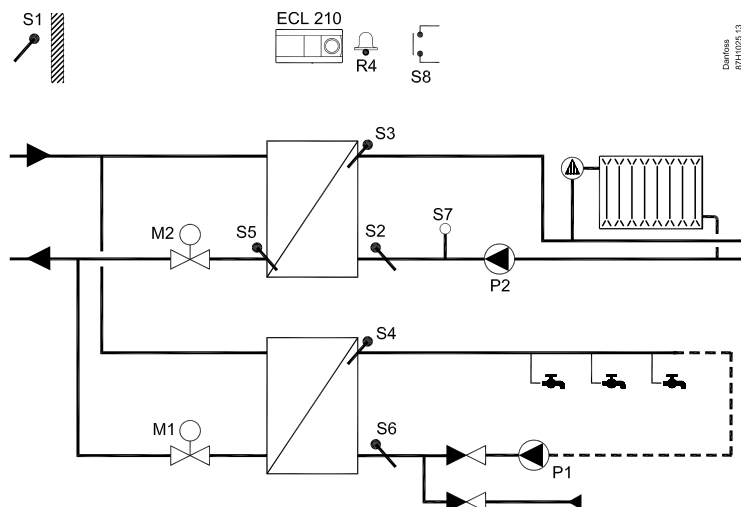 S1
ECL 210
R4
S8
Danfoss
87H1025.13
S3
M2
S5
S2
S7
P2
S4
M1
S6
P1